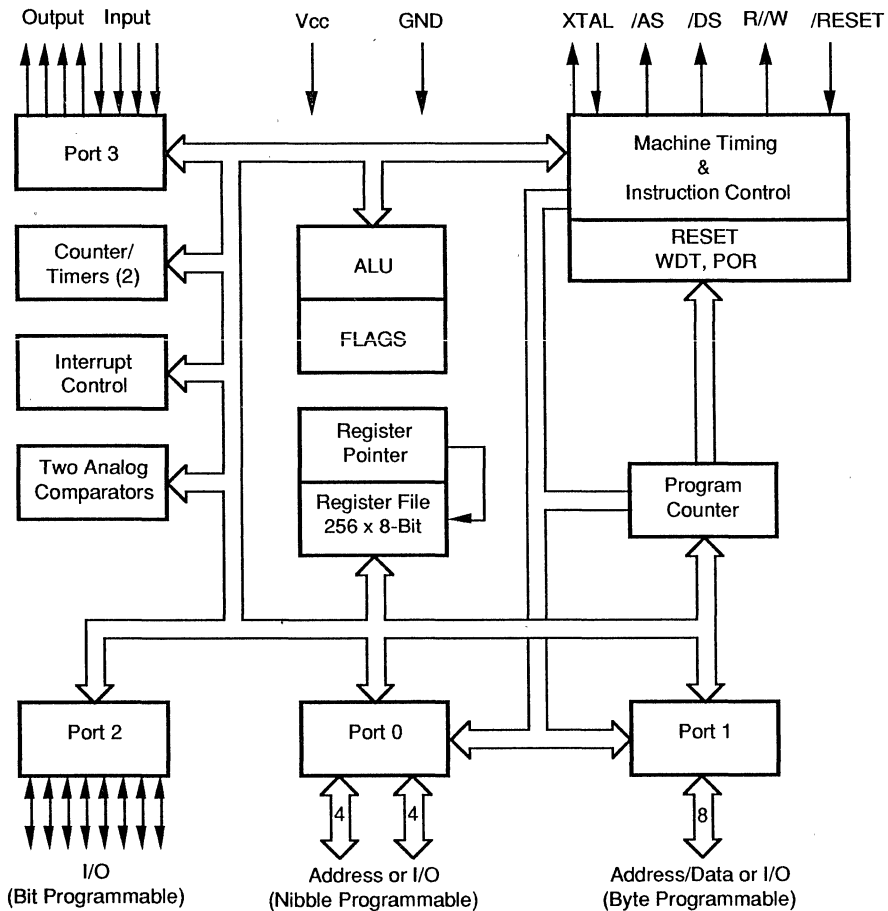 Output Input
Vcc
GND
XTAL /AS /DS R//W /RESET
Port 3
Machine Timing
&
Instruction Control
RESET
WDT, POR
Counter/
Timers (2)
ALU
FLAGS
Interrupt
Control
Two Analog
Comparators
Register
Pointer
Register File
256 x 8-Bit
Program
Counter
Port 2
Port 0
Port 1
4
4
8
I/O
(Bit Programmable)
Address or I/O
(Nibble Programmable)
Address/Data or I/O
(Byte Programmable)